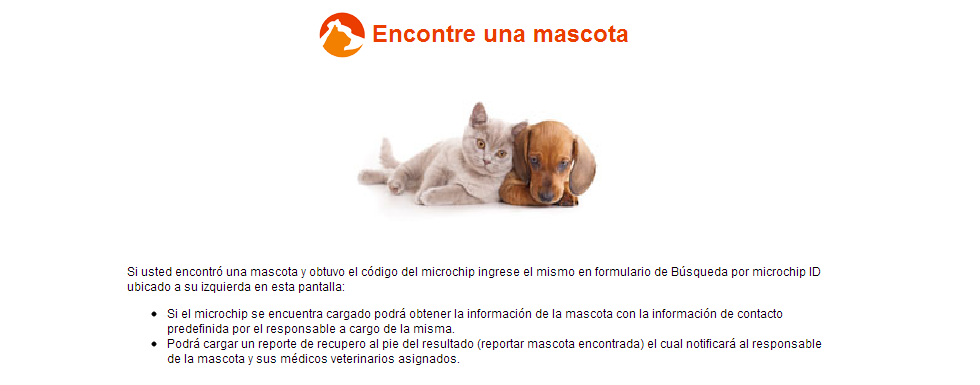 Encontre una mascota
Si usted encontró una mascota y obtuvo el código del microchip ingrese el mismo en formulario de Búsqueda por microchip ID
ubicado a su izquierda en esta pantalla:
• Si el microchip se encuentra cargado podrá obtener la información de la mascota con la información de contacto
predefinida por el responsable a cargo de la misma.
• Podrá cargar un reporte de recupero al pie del resultado (reportar mascota encontrada) el cual notificará al responsable
de la mascota y sus médicos veterinarios asignados.